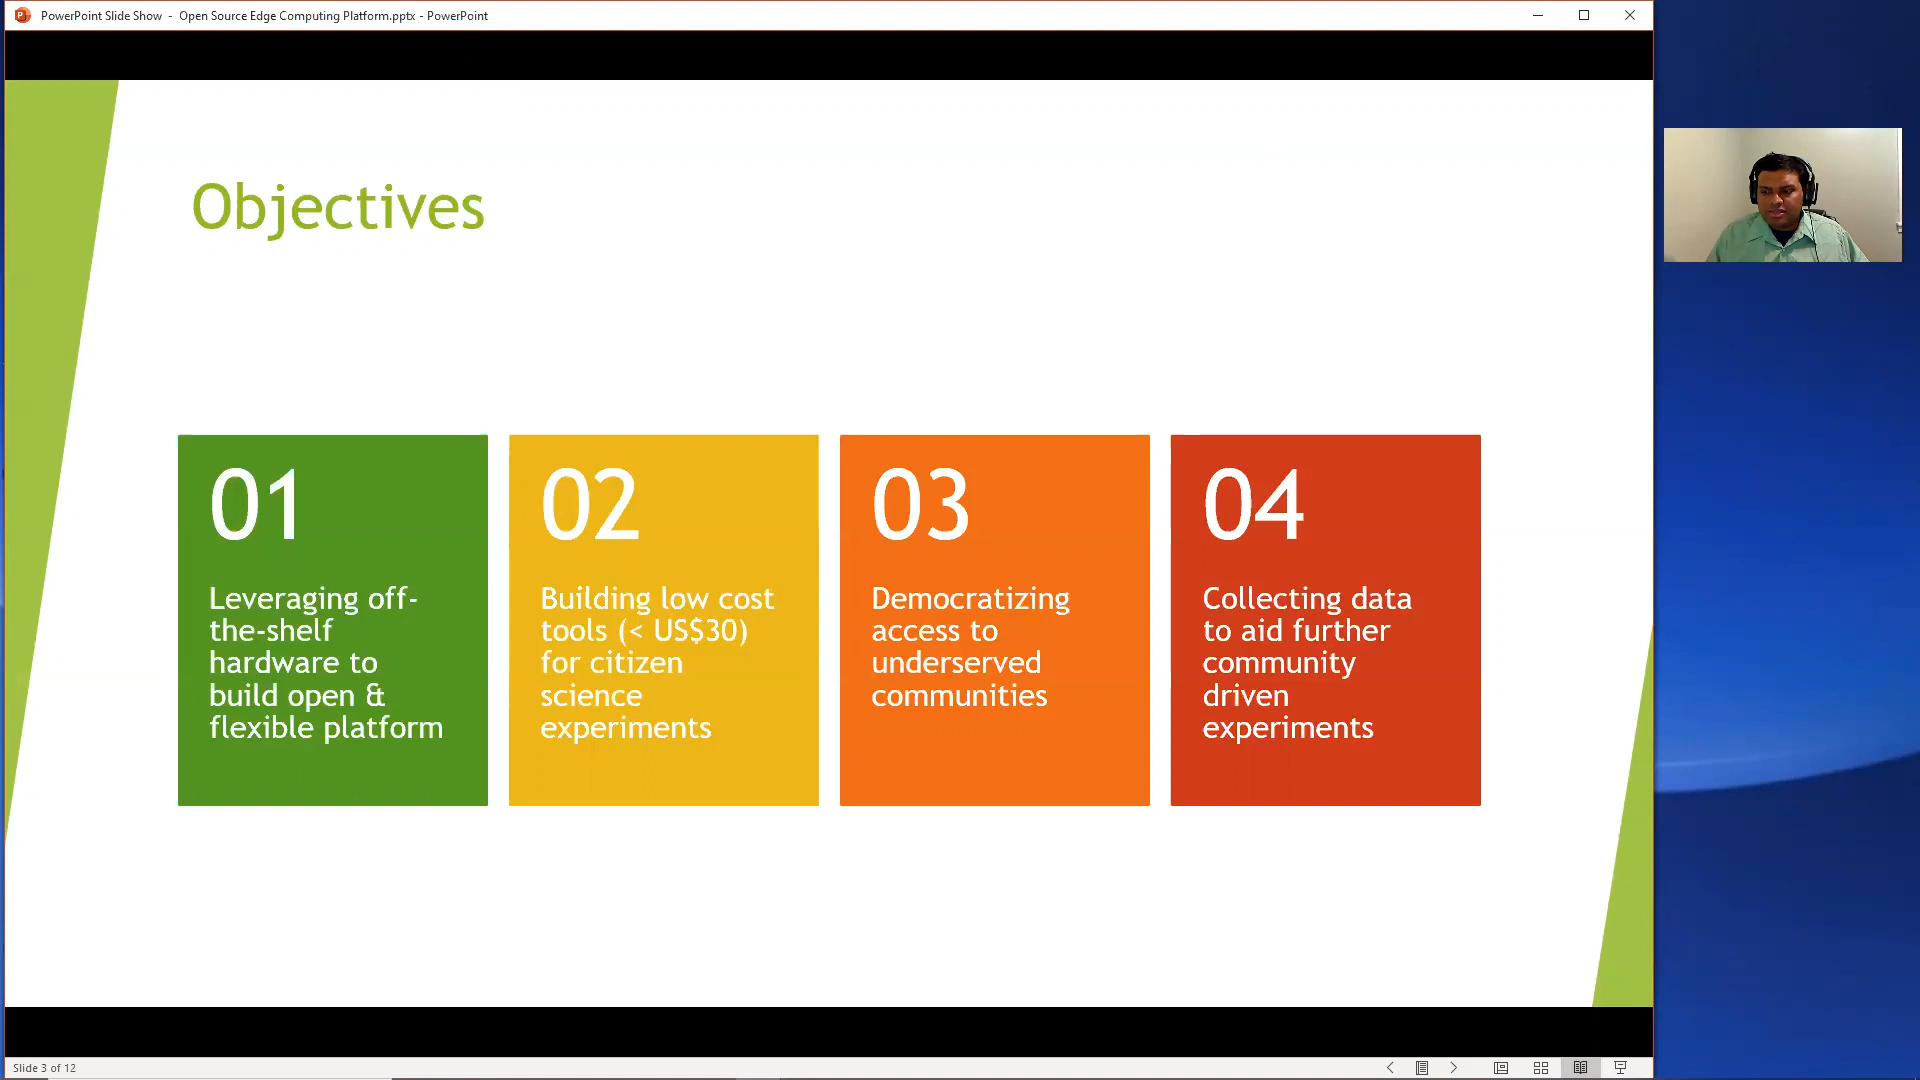 PowerPoint Slide Show - Open Source Edge Computing Platform.pptx - PowerPoint
Objectives
01
Leveraging off-
the-shelf
hardware to
build open &
flexible platform
02
Building low cost
tools (< US$30)
for citizen
science
experiments
03
Democratizing
access to
underserved
communities
04
Collecting data
to aid further
community
driven
experiments
Slide 3 of 12